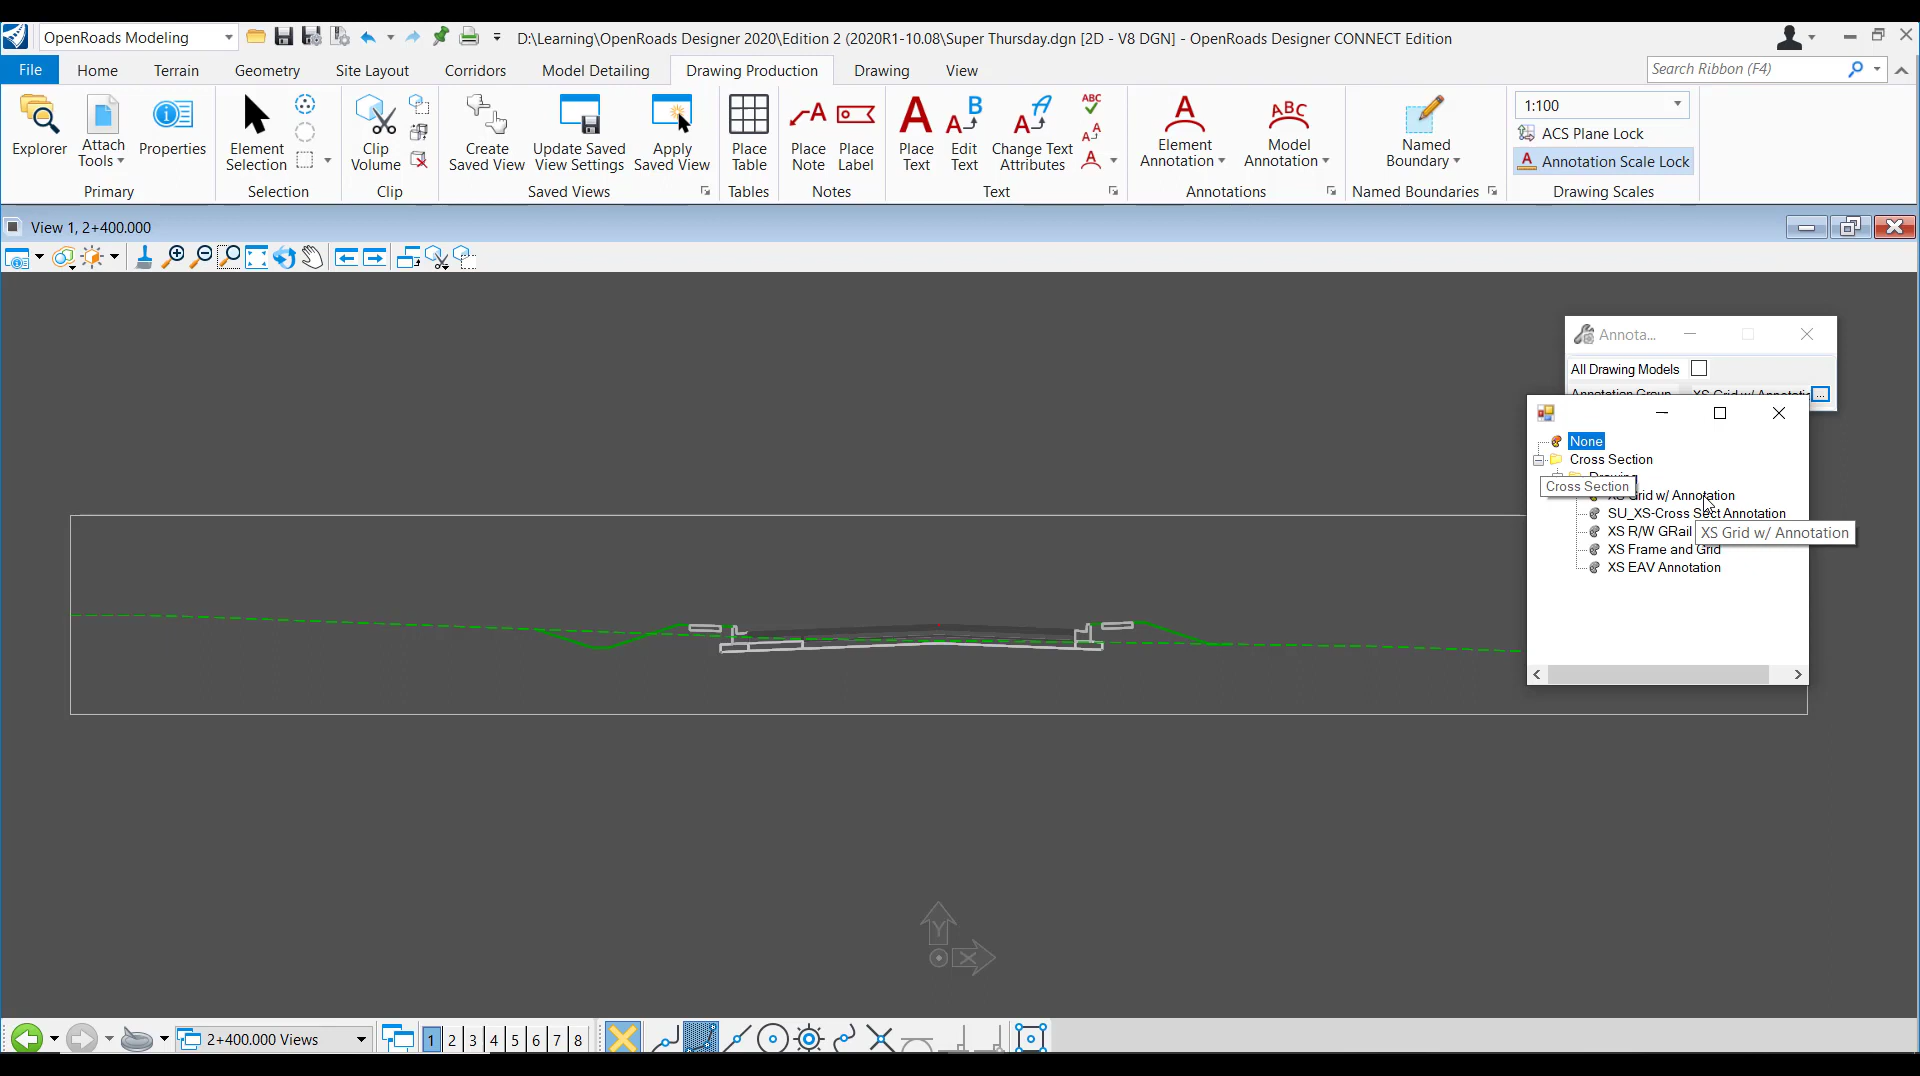 OpenRoads Modeling
D:\Learning\OpenRoads Designer 2020\Edition 2 (2020R1-10.08\Super Thursday.dgn [2D - V8 DGN] - OpenRoads Designer CONNECT Edition
File Home Terrain Geometry Site Layout Corridors Model Detailing Drawing Production Drawing View
Search Ribbon (F4)
Explorer
Attach Tools
Properties
Primary
Element Selection
Selection
Clip Volume
Clip
Create Saved View
Update Saved View Settings
Apply Saved View
Saved Views
Place Table
Tables
Place Note
Place Label
Notes
Place Text
Edit Text
Change Text Attributes
Text
Element Annotation
Model Annotation
Annotations
Named Boundary
Named Boundaries
1:100
ACS Plane Lock
Annotation Scale Lock
Drawing Scales
View 1, 2+400.000
Annota...
All Drawing Models
Annotation Group XS Grid w/ Annotatic ...
None
Cross Section
Drawing
Cross Section
XS Grid w/ Annotation
SU_XS-Cross Sect Annotation
XS R/W GRail
XS Grid w/ Annotation
XS Frame and Grid
XS EAV Annotation
Y
X
2+400.000 Views
1 2 3 4 5 6 7 8